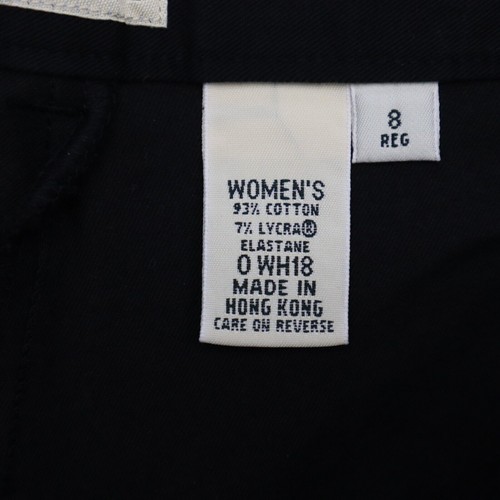 8
REG
WOMEN'S
93% COTTON
7% LYCRA®
ELASTANE
0 WH18
MADE IN
HONG KONG
CARE ON REVERSE